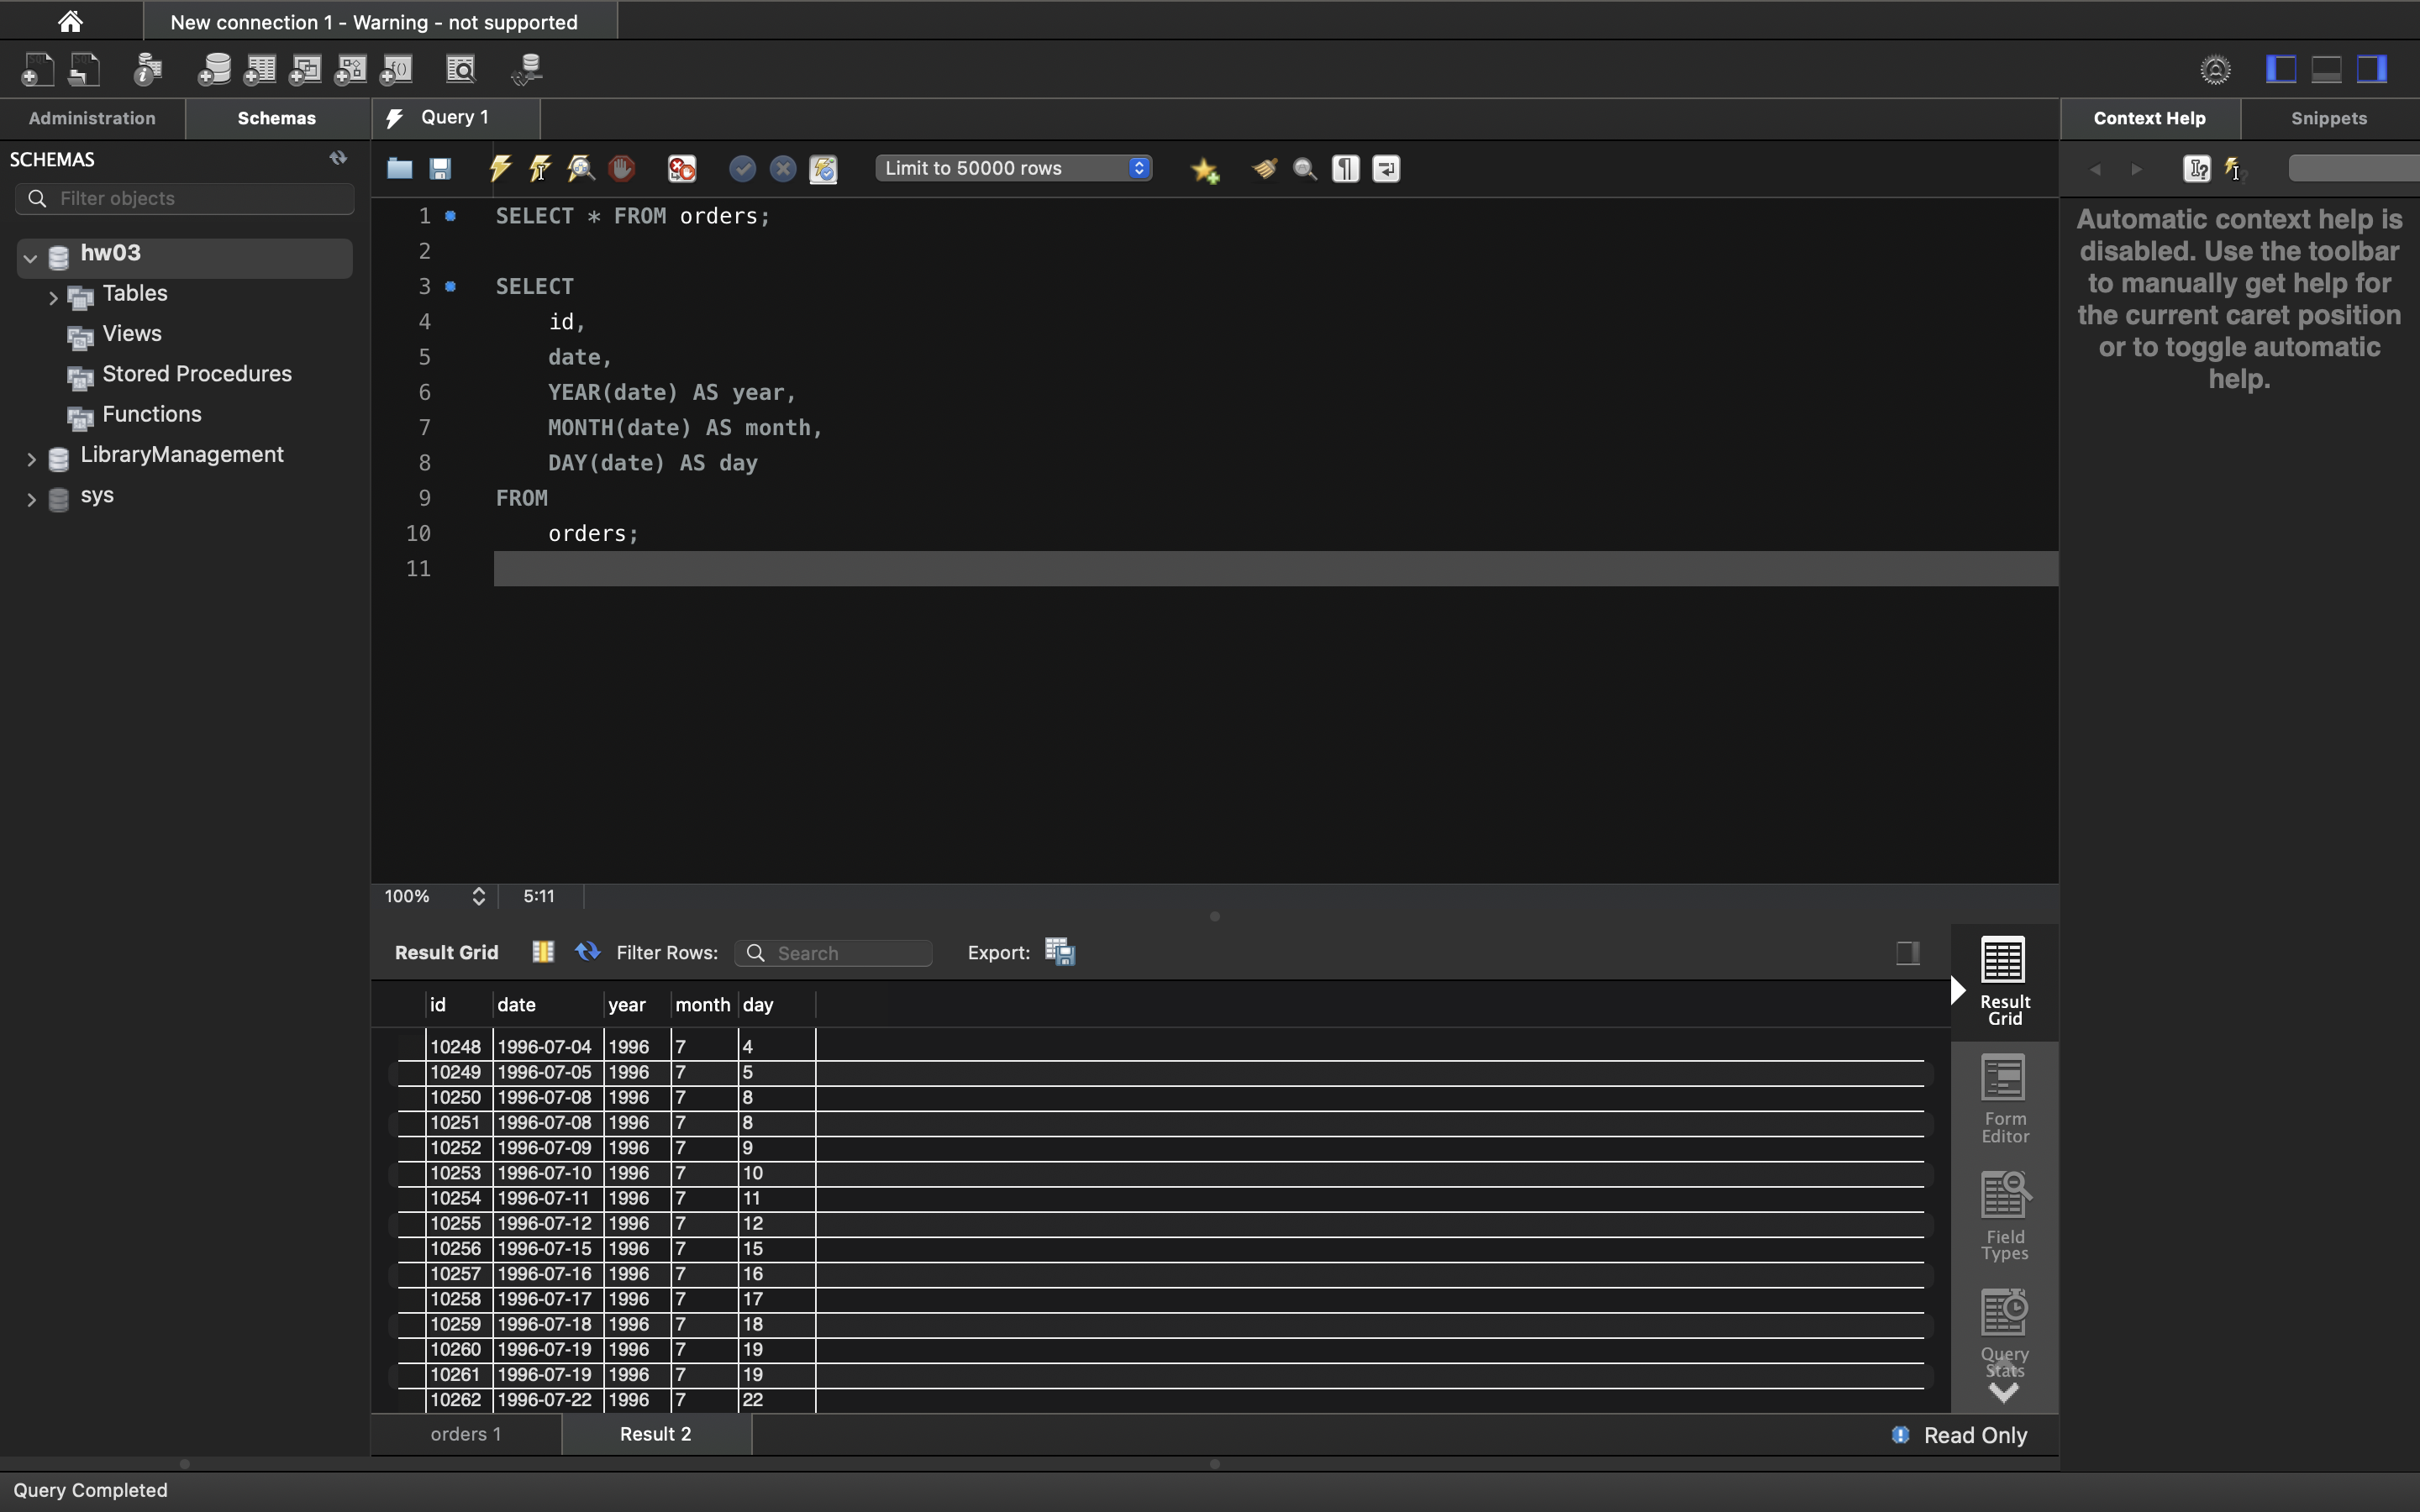 New connection 1 - Warning - not supported
Administration
Schemas
Query 1
Context Help
Snippets
SCHEMAS
Filter objects
hw03
Tables
Views
Stored Procedures
Functions
LibraryManagement
sys
Limit to 50000 rows
1 SELECT * FROM orders;
2
3 SELECT
4 id,
5 date,
6 YEAR(date) AS year,
7 MONTH(date) AS month,
8 DAY(date) AS day
9 FROM
10 orders;
11
Automatic context help is
disabled. Use the toolbar
to manually get help for
the current caret position
or to toggle automatic
help.
100% 5:11
Result Grid Filter Rows: Search Export:
id date year month day
10248 1996-07-04 1996 7 4
10249 1996-07-05 1996 7 5
10250 1996-07-08 1996 7 8
10251 1996-07-08 1996 7 8
10252 1996-07-09 1996 7 9
10253 1996-07-10 1996 7 10
10254 1996-07-11 1996 7 11
10255 1996-07-12 1996 7 12
10256 1996-07-15 1996 7 15
10257 1996-07-16 1996 7 16
10258 1996-07-17 1996 7 17
10259 1996-07-18 1996 7 18
10260 1996-07-19 1996 7 19
10261 1996-07-19 1996 7 19
10262 1996-07-22 1996 7 22
Result
Grid
Form
Editor
Field
Types
Query
Stats
orders 1
Result 2
Read Only
Query Completed